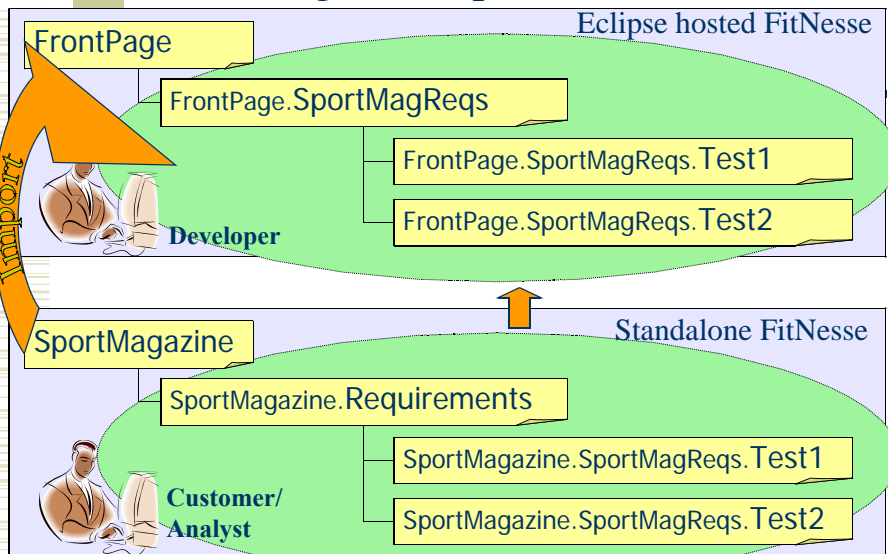 Eclipse hosted FitNesse
FrontPage
FrontPage.SportMagReqs
FrontPage.SportMagReqs.Test1
FrontPage.SportMagReqs.Test2
Import
Developer
Standalone FitNesse
SportMagazine
SportMagazine.Requirements
SportMagazine.SportMagReqs.Test1
SportMagazine.SportMagReqs.Test2
Customer/
Analyst